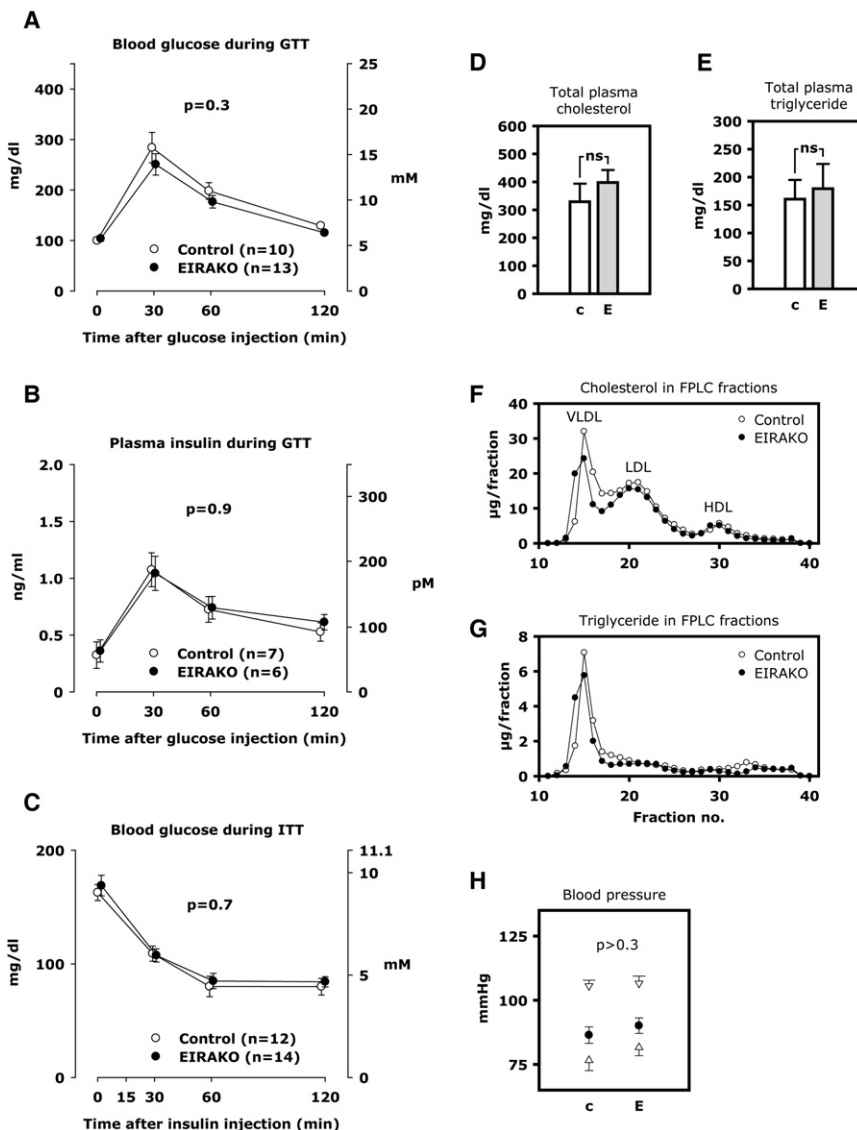 A
Blood glucose during GTT
mg/dl
400
300
200
100
0
p=0.3
25
20
15
10
5
0
mM
Control (n=10)
EIRAKO (n=13)
0 30 60 120
Time after glucose injection (min)
B
Plasma insulin during GTT
ng/ml
2.0
1.5
1.0
0.5
0
p=0.9
300
200
100
0
pM
Control (n=7)
EIRAKO (n=6)
0 30 60 120
Time after glucose injection (min)
C
Blood glucose during ITT
mg/dl
200
100
0
p=0.7
11.1
10
5
0
mM
Control (n=12)
EIRAKO (n=14)
0 15 30 60 120
Time after insulin injection (min)
D
Total plasma
cholesterol
mg/dl
600
500
400
300
200
100
0
ns
c E
E
Total plasma
triglyceride
mg/dl
300
250
200
150
100
50
0
ns
c E
F
Cholesterol in FPLC fractions
µg/fraction
40
30
20
10
0
VLDL
LDL
HDL
Control
EIRAKO
10 20 30 40
G
Triglyceride in FPLC fractions
µg/fraction
8
6
4
2
0
Control
EIRAKO
10 20 30 40
Fraction no.
H
Blood pressure
mmHg
125
100
75
p>0.3
c E